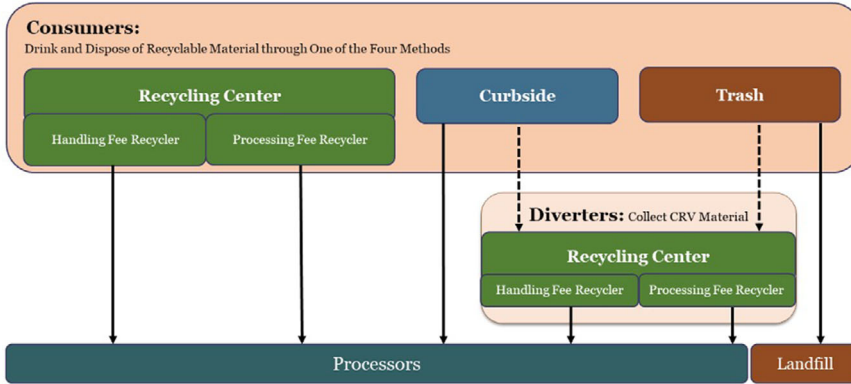 Consumers:
Drink and Dispose of Recyclable Material through One of the Four Methods
Recycling Center
Handling Fee Recycler
Processing Fee Recycler
Curbside
Trash
Diverters: Collect CRV Material
Recycling Center
Handling Fee Recycler
Processing Fee Recycler
Processors
Landfill